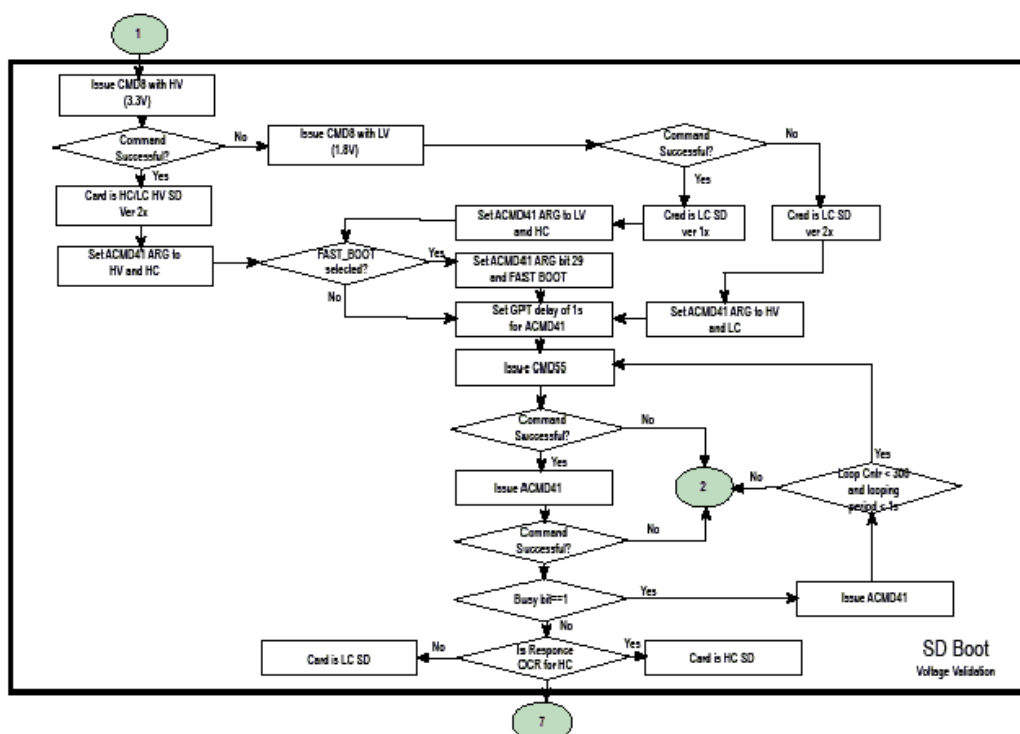 1
Issue CMD8 with HV
(3.3V)
Command
Successful?
No
Issue CMD8 with LV
(1.8V)
Command
Successful?
No
Yes
Yes
Card is HC/LC HV SD
Ver 2x
Set ACMD41 ARG to LV
and HC
Cred is LC SD
ver 1x
Cred is LC SD
ver 2x
Set ACMD41 ARG to
HV and HC
FAST_BOOT
selected?
Yes
Set ACMD41 ARG bit 29
and FAST BOOT
No
Set GPT delay of 1s
for ACMD41
Set ACMD41 ARG to HV
and LC
Issue CMD55
Command
Successful?
No
Yes
Yes
Issue ACMD41
2
No
Loop Cntr < 300
and looping
period < 1s
Command
Successful?
No
Busy bit==1
Yes
Issue ACMD41
No
Card is LC SD
No
Is Responce
OCR for HC
Yes
Card is HC SD
SD Boot
Voltage Validation
7